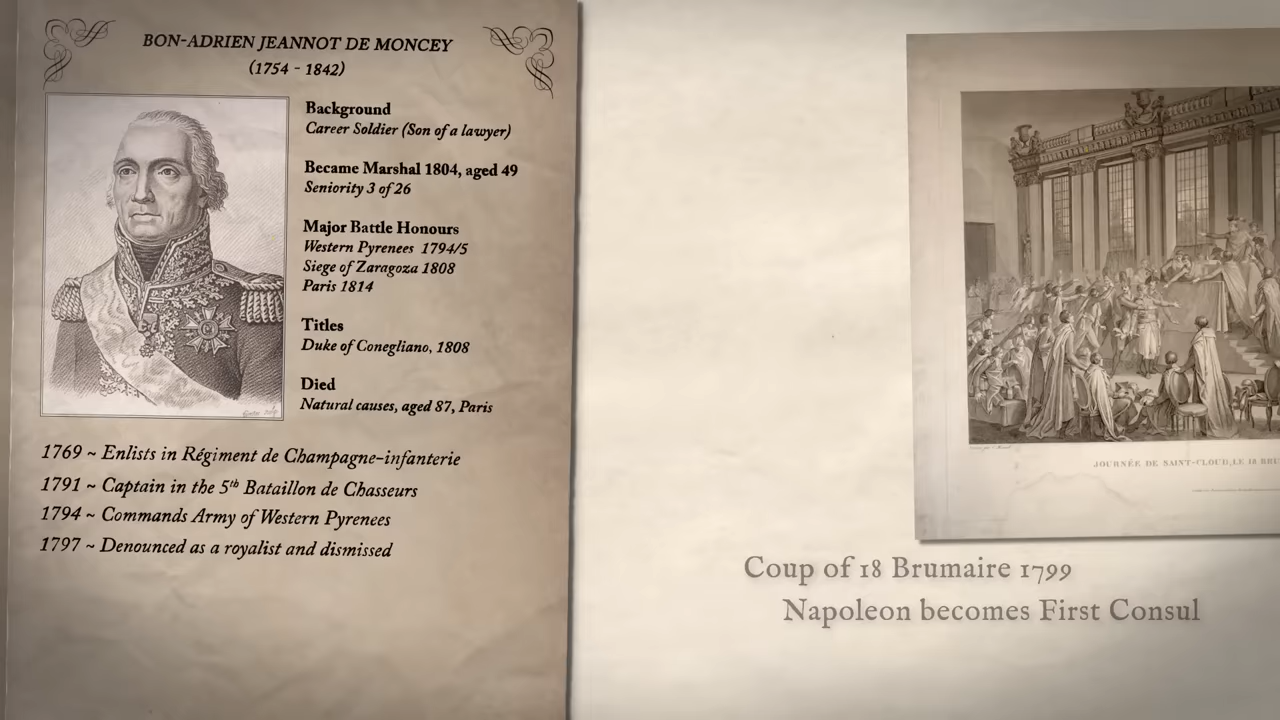 BON-ADRIEN JEANNOT DE MONCEY
(1754 - 1842)
Background
Career Soldier (Son of a lawyer)
Became Marshal 1804, aged 49
Seniority 3 of 26
Major Battle Honours
Western Pyrenees 1794/5
Siege of Zaragoza 1808
Paris 1814
Titles
Duke of Conegliano, 1808
Died
Natural causes, aged 87, Paris
1769 ~ Enlists in Régiment de Champagne-infanterie
1791 ~ Captain in the 5th Bataillon de Chasseurs
1794 ~ Commands Army of Western Pyrenees
1797 ~ Denounced as a royalist and dismissed
JOURNÉE DE SAINT-CLOUD, LE 18 BRU
Coup of 18 Brumaire 1799
Napoleon becomes First Consul